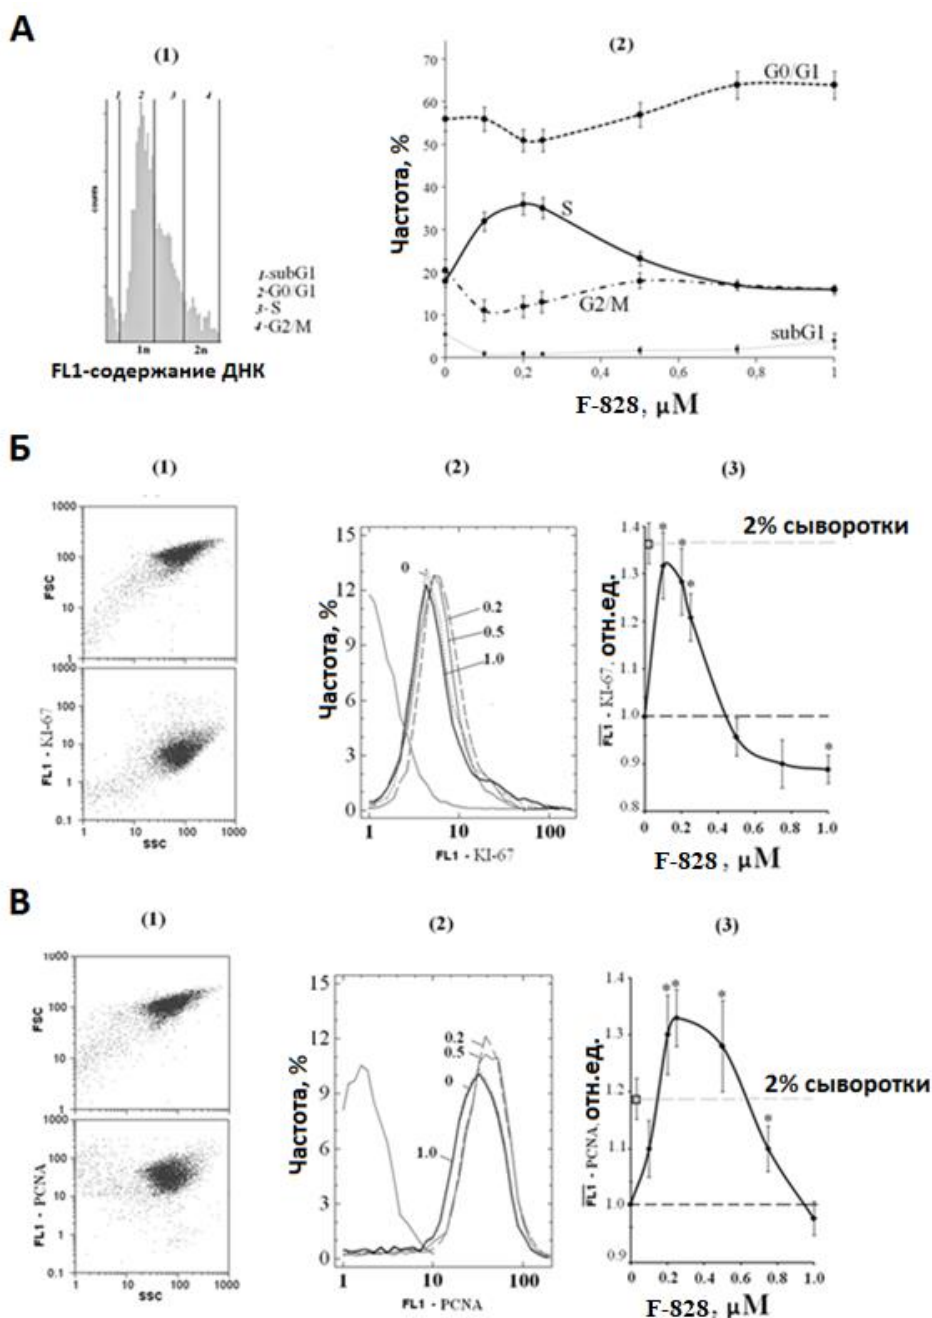 А
(1)
1 2 3 4
counts
1-subG1
2-G0/G1
3-S
4-G2/M
1n 2n
FL1-содержание ДНК
(2)
Частота, %
70
60
50
40
30
20
10
0
G0/G1
S
G2/M
subG1
0 0,2 0,4 0,6 0,8 1
F-828, μM
Б
(1)
1000
100
10
1
FSC
1000
100
10
1
0.1
FL1 - KI-67
1 10 100 1000
SSC
(2)
15
12
9
6
3
0
Частота, %
0
0.2
0.5
1.0
1 10 100
FL1 - KI-67
(3)
2% сыворотки
1.4
1.3
1.2
1.1
1.0
0.9
0.8
FL1 - KI-67, отн.ед.
* * * *
0 0.2 0.4 0.6 0.8 1.0
F-828, μM
В
(1)
1000
100
10
1
FSC
1000
100
10
1
0.1
FL1 - PCNA
1 10 100 1000
SSC
(2)
15
12
9
6
3
0
Частота, %
0.2
0.5
0
1.0
1 10 100
FL1 - PCNA
(3)
1.4
1.3
1.2
1.1
1.0
0.9
FL1 - PCNA, отн.ед.
* * * *
2% сыворотки
0 0.2 0.4 0.6 0.8 1.0
F-828, μM